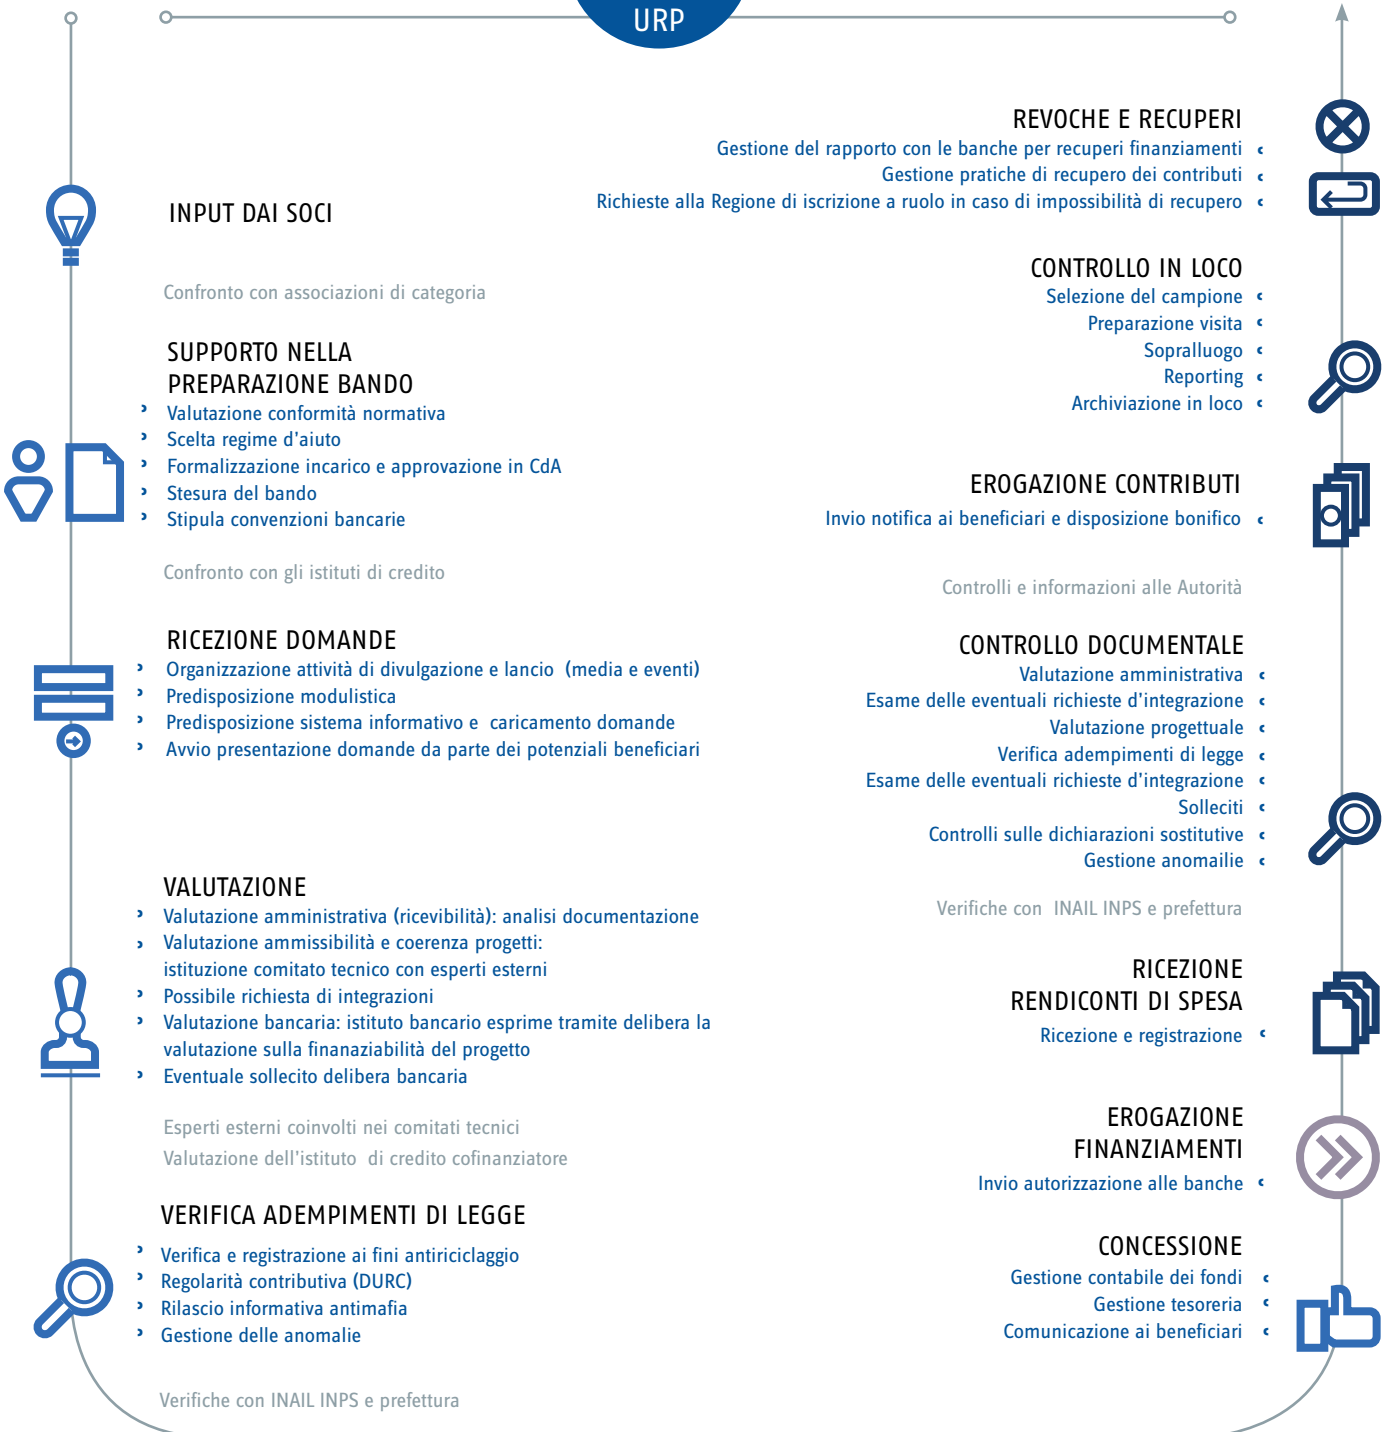 URP
INPUT DAI SOCI
Confronto con associazioni di categoria
SUPPORTO NELLA
PREPARAZIONE BANDO
Valutazione conformità normativa
Scelta regime d'aiuto
Formalizzazione incarico e approvazione in CdA
Stesura del bando
Stipula convenzioni bancarie
Confronto con gli istituti di credito
RICEZIONE DOMANDE
Organizzazione attività di divulgazione e lancio (media e eventi)
Predisposizione modulistica
Predisposizione sistema informativo e caricamento domande
Avvio presentazione domande da parte dei potenziali beneficiari
VALUTAZIONE
Valutazione amministrativa (ricevibilità): analisi documentazione
Valutazione ammissibilità e coerenza progetti:
istituzione comitato tecnico con esperti esterni
Possibile richiesta di integrazioni
Valutazione bancaria: istituto bancario esprime tramite delibera la
valutazione sulla finanaziabilità del progetto
Eventuale sollecito delibera bancaria
Esperti esterni coinvolti nei comitati tecnici
Valutazione dell'istituto di credito cofinanziatore
VERIFICA ADEMPIMENTI DI LEGGE
Verifica e registrazione ai fini antiriciclaggio
Regolarità contributiva (DURC)
Rilascio informativa antimafia
Gestione delle anomalie
Verifiche con INAIL INPS e prefettura
REVOCHE E RECUPERI
Gestione del rapporto con le banche per recuperi finanziamenti
Gestione pratiche di recupero dei contributi
Richieste alla Regione di iscrizione a ruolo in caso di impossibilità di recupero
CONTROLLO IN LOCO
Selezione del campione
Preparazione visita
Sopralluogo
Reporting
Archiviazione in loco
EROGAZIONE CONTRIBUTI
Invio notifica ai beneficiari e disposizione bonifico
Controlli e informazioni alle Autorità
CONTROLLO DOCUMENTALE
Valutazione amministrativa
Esame delle eventuali richieste d'integrazione
Valutazione progettuale
Verifica adempimenti di legge
Esame delle eventuali richieste d'integrazione
Solleciti
Controlli sulle dichiarazioni sostitutive
Gestione anomailie
Verifiche con INAIL INPS e prefettura
RICEZIONE
RENDICONTI DI SPESA
Ricezione e registrazione
EROGAZIONE
FINANZIAMENTI
Invio autorizzazione alle banche
CONCESSIONE
Gestione contabile dei fondi
Gestione tesoreria
Comunicazione ai beneficiari